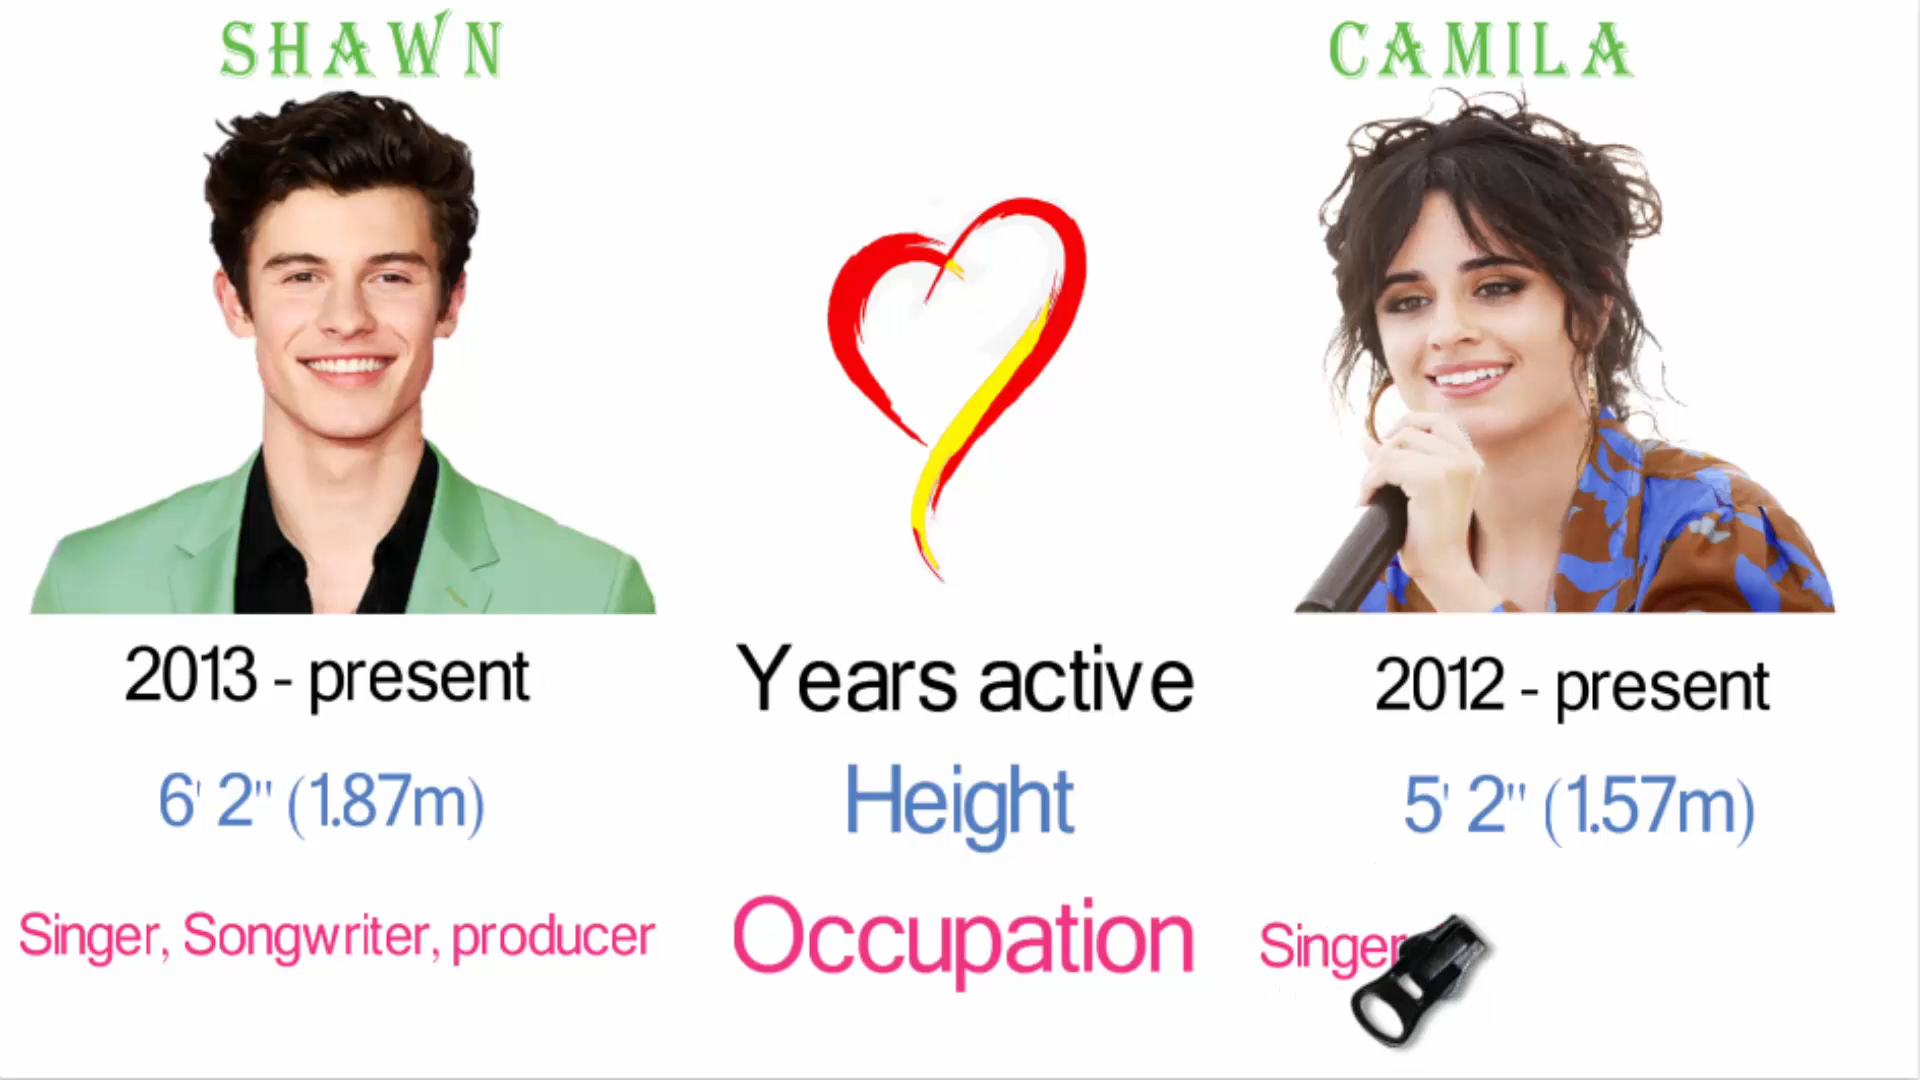 SHAWN
CAMILA
2013 - present
Years active
2012 - present
6' 2" (1.87m)
Height
5' 2" (1.57m)
Singer, Songwriter, producer
Occupation
Singer